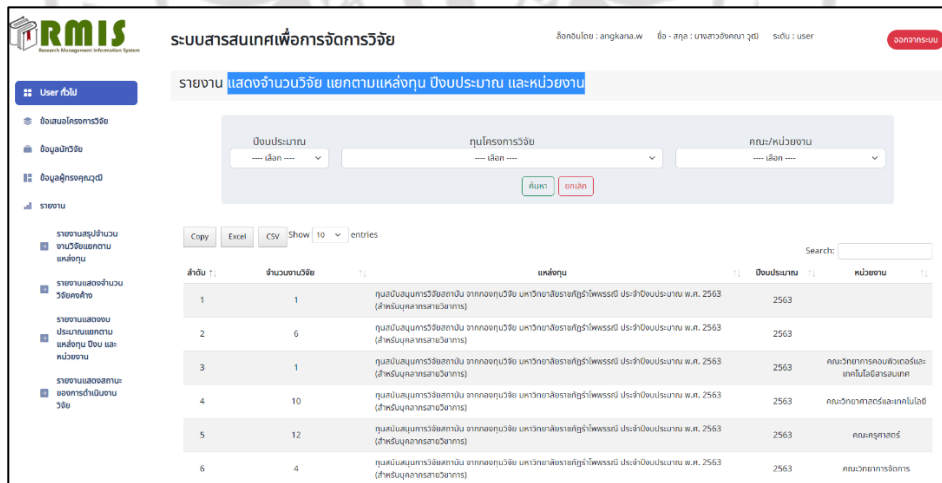 RMIS
Research Management Information System
ระบบสารสนเทศเพื่อการจัดการวิจัย
ล็อกอินโดย : angkana.w ชื่อ - สกุล : นางสาวอังคณา วุฒิ ระดับ : user
ออกจากระบบ
User ทั่วไป
ข้อเสนอโครงการวิจัย
ข้อมูลนักวิจัย
ข้อมูลผู้ทรงคุณวุฒิ
รายงาน
รายงานสรุปจำนวน
งานวิจัยแยกตาม
แหล่งทุน
รายงานแสดงจำนวน
วิจัยคงค้าง
รายงานแสดงงบ
ประมาณแยกตาม
แหล่งทุน ปีงบ และ
หน่วยงาน
รายงานแสดงสถานะ
ของการดำเนินงาน
วิจัย
รายงาน แสดงจำนวนวิจัย แยกตามแหล่งทุน ปีงบประมาณ และหน่วยงาน
ปีงบประมาณ ทุนโครงการวิจัย คณะ/หน่วยงาน
---- เลือก ---- ---- เลือก ---- ---- เลือก ----
ค้นหา ยกเลิก
Copy Excel CSV Show 10 entries
Search:
ลำดับ จำนวนงานวิจัย แหล่งทุน ปีงบประมาณ หน่วยงาน
1 1 ทุนสนับสนุนการวิจัยสถาบัน จากกองทุนวิจัย มหาวิทยาลัยราชภัฏรำไพพรรณี ประจำปีงบประมาณ พ.ศ. 2563 2563
(สำหรับบุคลากรสายวิชาการ)
2 6 ทุนสนับสนุนการวิจัยสถาบัน จากกองทุนวิจัย มหาวิทยาลัยราชภัฏรำไพพรรณี ประจำปีงบประมาณ พ.ศ. 2563 2563
(สำหรับบุคลากรสายวิชาการ)
3 1 ทุนสนับสนุนการวิจัยสถาบัน จากกองทุนวิจัย มหาวิทยาลัยราชภัฏรำไพพรรณี ประจำปีงบประมาณ พ.ศ. 2563 2563 คณะวิทยาการคอมพิวเตอร์และ
(สำหรับบุคลากรสายวิชาการ) เทคโนโลยีสารสนเทศ
4 10 ทุนสนับสนุนการวิจัยสถาบัน จากกองทุนวิจัย มหาวิทยาลัยราชภัฏรำไพพรรณี ประจำปีงบประมาณ พ.ศ. 2563 2563 คณะวิทยาศาสตร์และเทคโนโลยี
(สำหรับบุคลากรสายวิชาการ)
5 12 ทุนสนับสนุนการวิจัยสถาบัน จากกองทุนวิจัย มหาวิทยาลัยราชภัฏรำไพพรรณี ประจำปีงบประมาณ พ.ศ. 2563 2563 คณะครุศาสตร์
(สำหรับบุคลากรสายวิชาการ)
6 4 ทุนสนับสนุนการวิจัยสถาบัน จากกองทุนวิจัย มหาวิทยาลัยราชภัฏรำไพพรรณี ประจำปีงบประมาณ พ.ศ. 2563 2563 คณะวิทยาการจัดการ
(สำหรับบุคลากรสายวิชาการ)